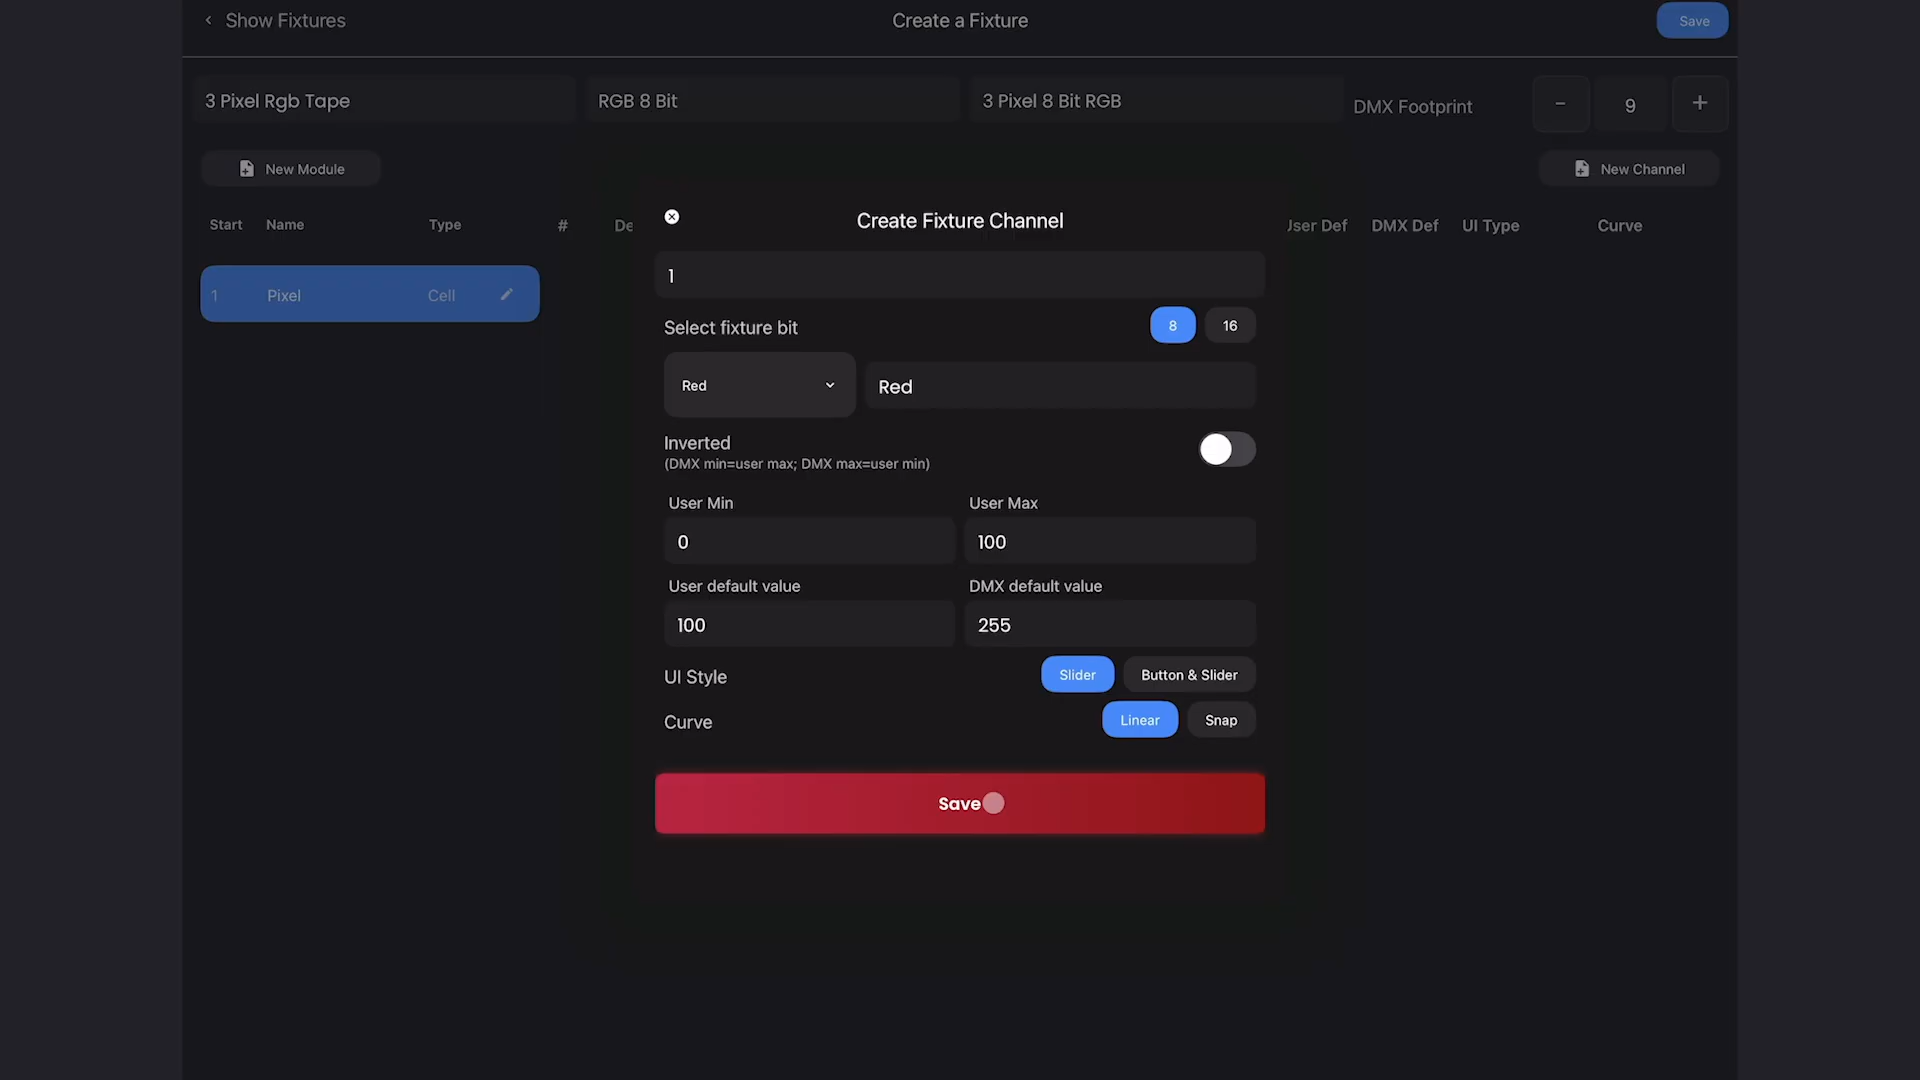 Show Fixtures
Create a Fixture
Save
3 Pixel Rgb Tape
RGB 8 Bit
3 Pixel 8 Bit RGB
DMX Footprint
-
9
+
New Module
New Channel
Start
Name
Type
#
De
User Def
DMX Def
UI Type
Curve
1
Pixel
Cell
Create Fixture Channel
1
Select fixture bit
8
16
Red
Red
Inverted
(DMX min=user max; DMX max=user min)
User Min
User Max
0
100
User default value
DMX default value
100
255
UI Style
Slider
Button & Slider
Curve
Linear
Snap
Save